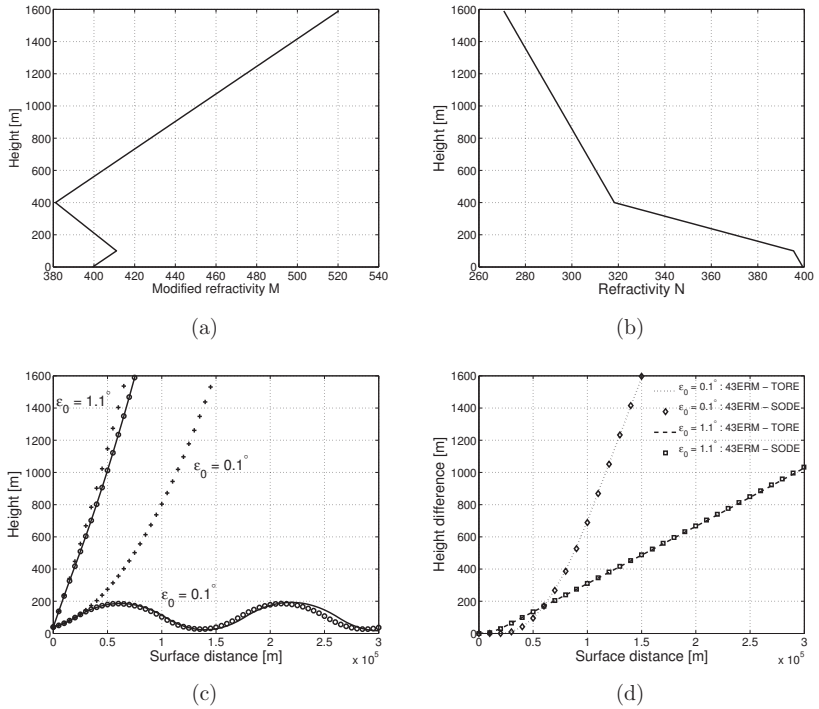 1600
1400
1200
1000
800
600
400
200
0
Height [m]
380 400 420 440 460 480 500 520 540
Modified refractivity M
(a)
1600
1400
1200
1000
800
600
400
200
0
Height [m]
260 280 300 320 340 360 380 400
Refractivity N
(b)
1600
1400
1200
1000
800
600
400
200
0
Height [m]
ε₀ = 1.1°
ε₀ = 0.1°
ε₀ = 0.1°
0 0.5 1 1.5 2 2.5 3
Surface distance [m]
x 10⁵
(c)
1600
1400
1200
1000
800
600
400
200
0
Height difference [m]
ε₀ = 0.1° : 43ERM − TORE
ε₀ = 0.1° : 43ERM − SODE
ε₀ = 1.1° : 43ERM − TORE
ε₀ = 1.1° : 43ERM − SODE
0 0.5 1 1.5 2 2.5 3
Surface distance [m]
x 10⁵
(d)